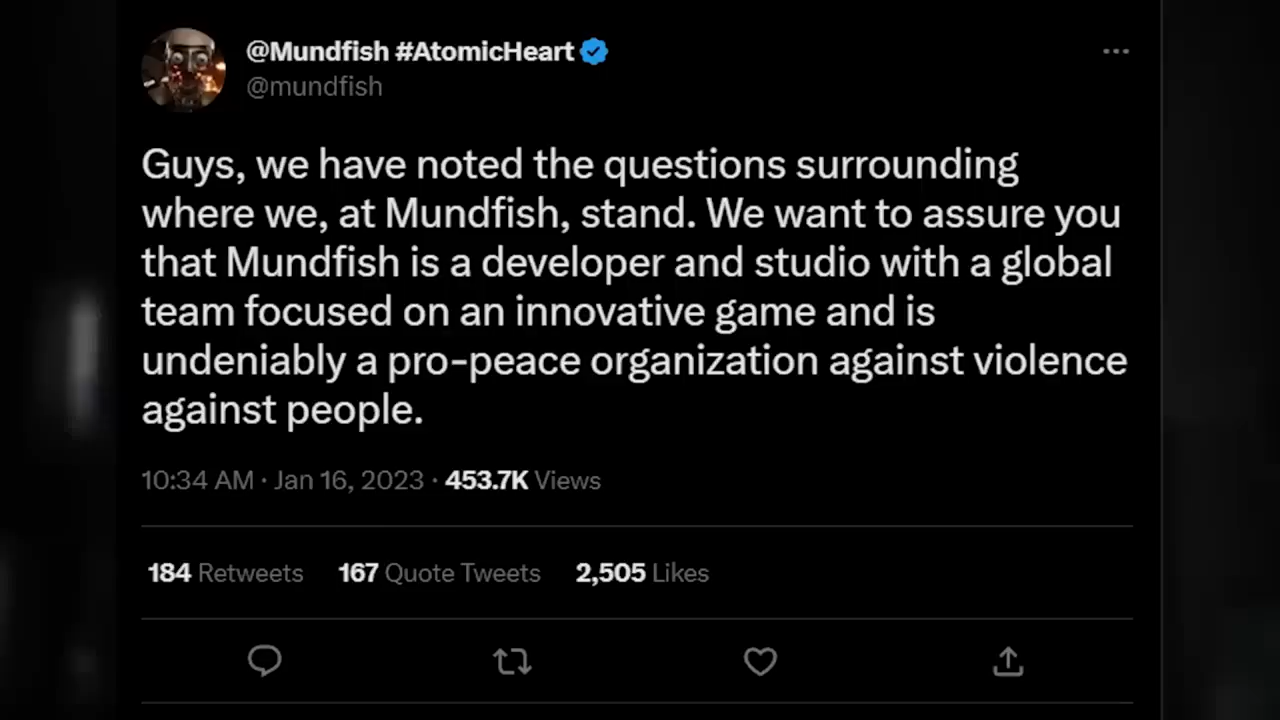 @Mundfish #AtomicHeart
@mundfish
Guys, we have noted the questions surrounding
where we, at Mundfish, stand. We want to assure you
that Mundfish is a developer and studio with a global
team focused on an innovative game and is
undeniably a pro-peace organization against violence
against people.
10:34 AM · Jan 16, 2023 · 453.7K Views
184 Retweets 167 Quote Tweets 2,505 Likes